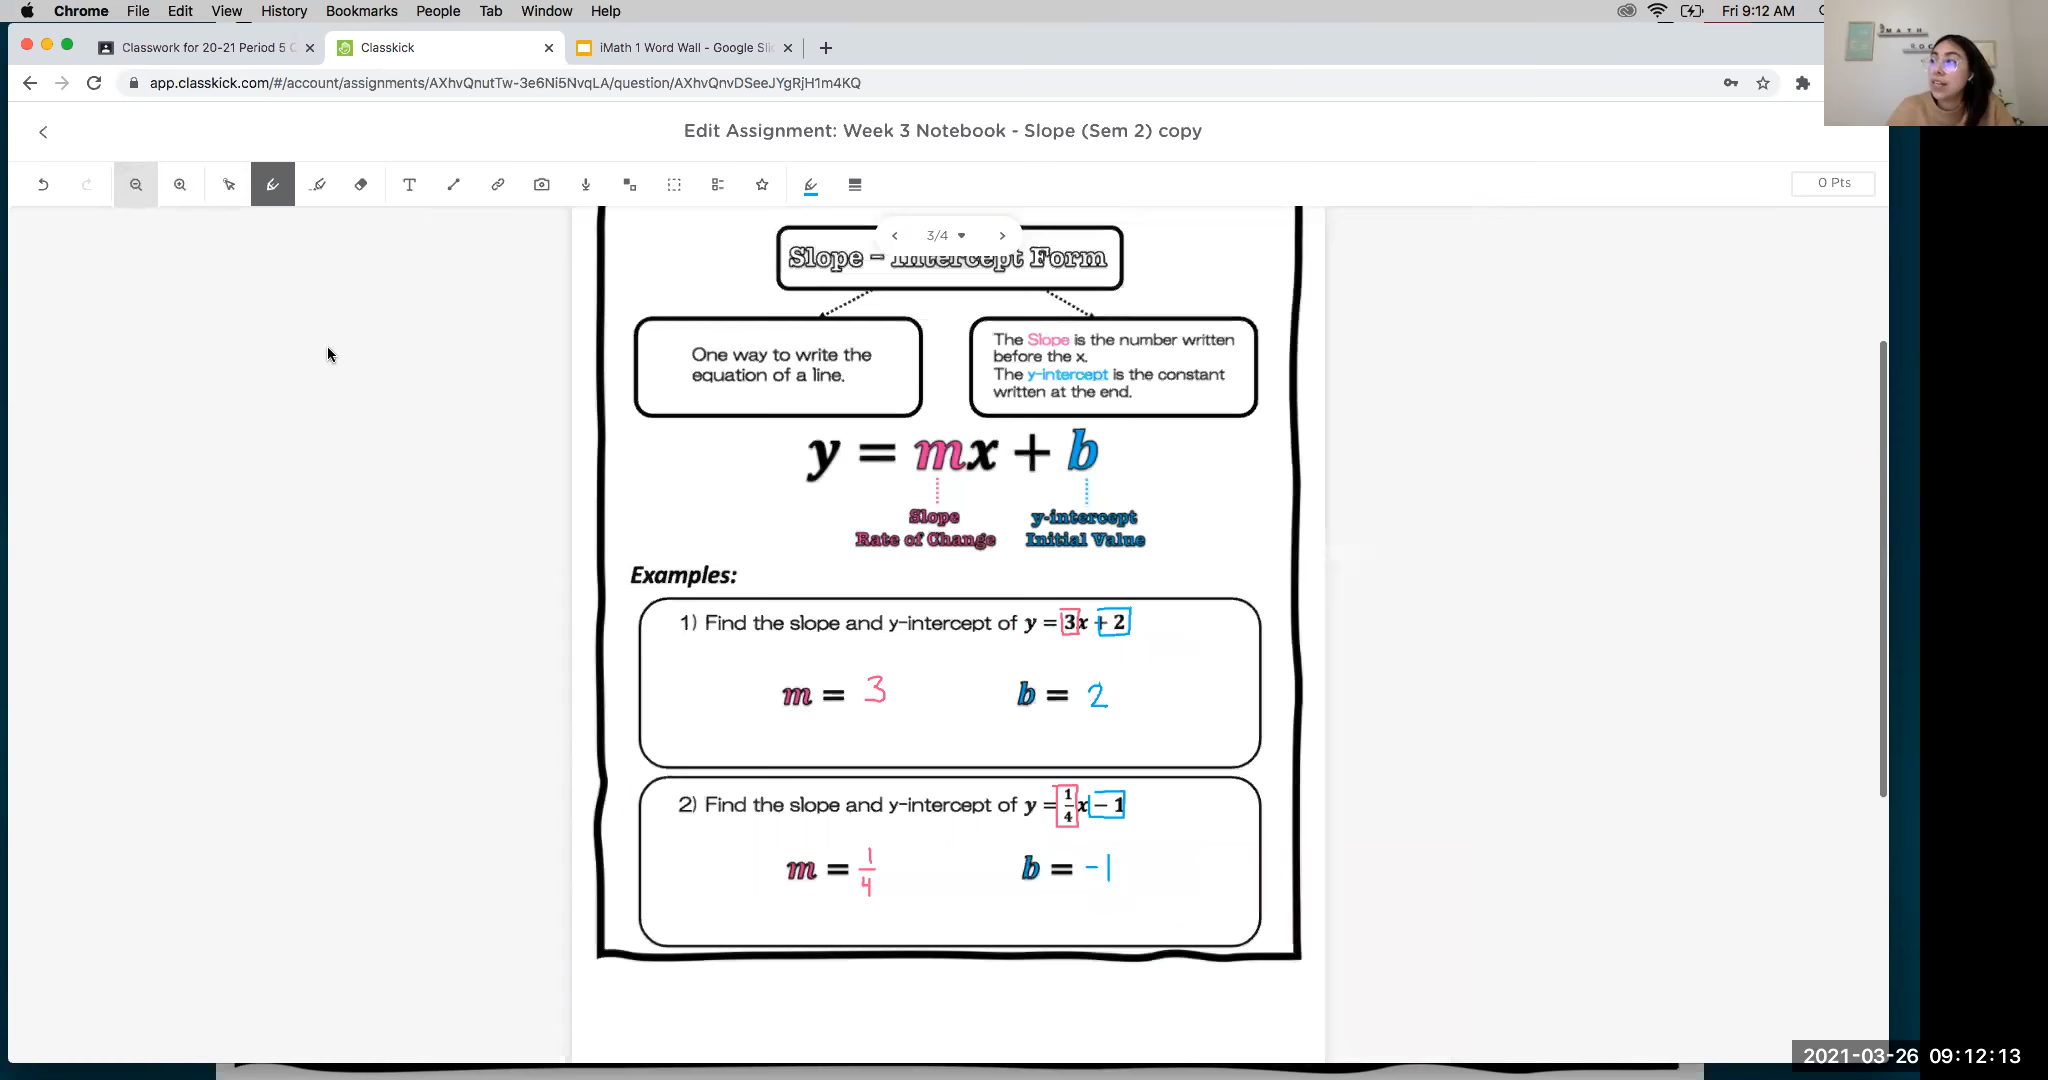 Chrome File Edit View History Bookmarks People Tab Window Help Fri 9:12 AM
Classwork for 20-21 Period 5
Classkick
iMath 1 Word Wall - Google Sli
app.classkick.com/#/account/assignments/AXhvQnutTw-3e6Ni5NvqLA/question/AXhvQnvDSeeJYgRjH1m4KQ
Edit Assignment: Week 3 Notebook - Slope (Sem 2) copy
0 Pts
3/4
Slope - Intercept Form
One way to write the
equation of a line.
The Slope is the number written
before the x.
The y-intercept is the constant
written at the end.
y = mx + b
Slope
Rate of Change
y-intercept
Initial Value
Examples:
1) Find the slope and y-intercept of y = 3x + 2
m = 3 b = 2
2) Find the slope and y-intercept of y = 1/4 x - 1
m = 1/4 b = -1
2021-03-26 09:12:13